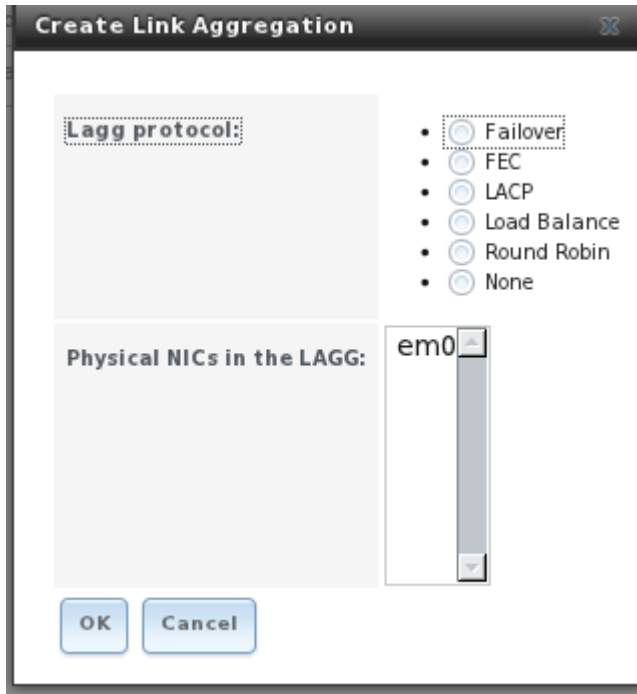 Create Link Aggregation
Lagg protocol:
Failover
FEC
LACP
Load Balance
Round Robin
None
Physical NICs in the LAGG:
em0
OK Cancel